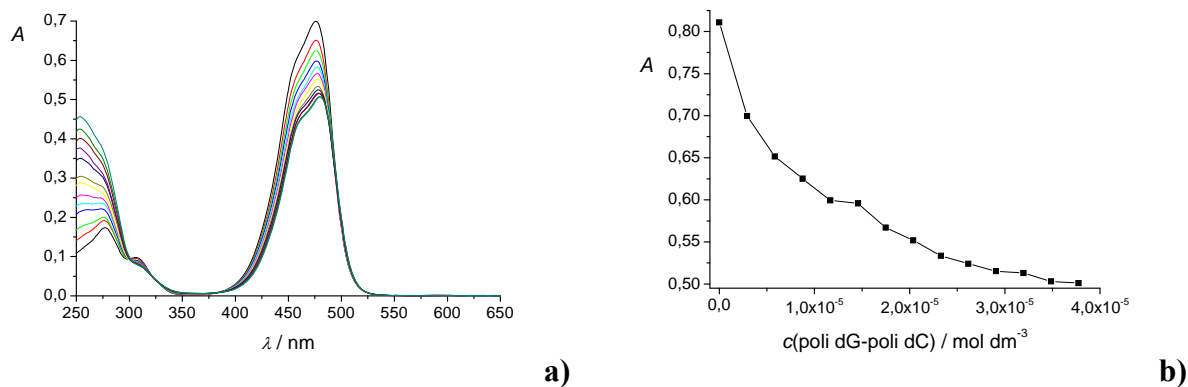 A
0,7
0,6
0,5
0,4
0,3
0,2
0,1
0,0
250 300 350 400 450 500 550 600 650
λ / nm
a)
A
0,80
0,75
0,70
0,65
0,60
0,55
0,50
0,0 1,0x10⁻⁵ 2,0x10⁻⁵ 3,0x10⁻⁵ 4,0x10⁻⁵
c(poli dG-poli dC) / mol dm⁻³
b)